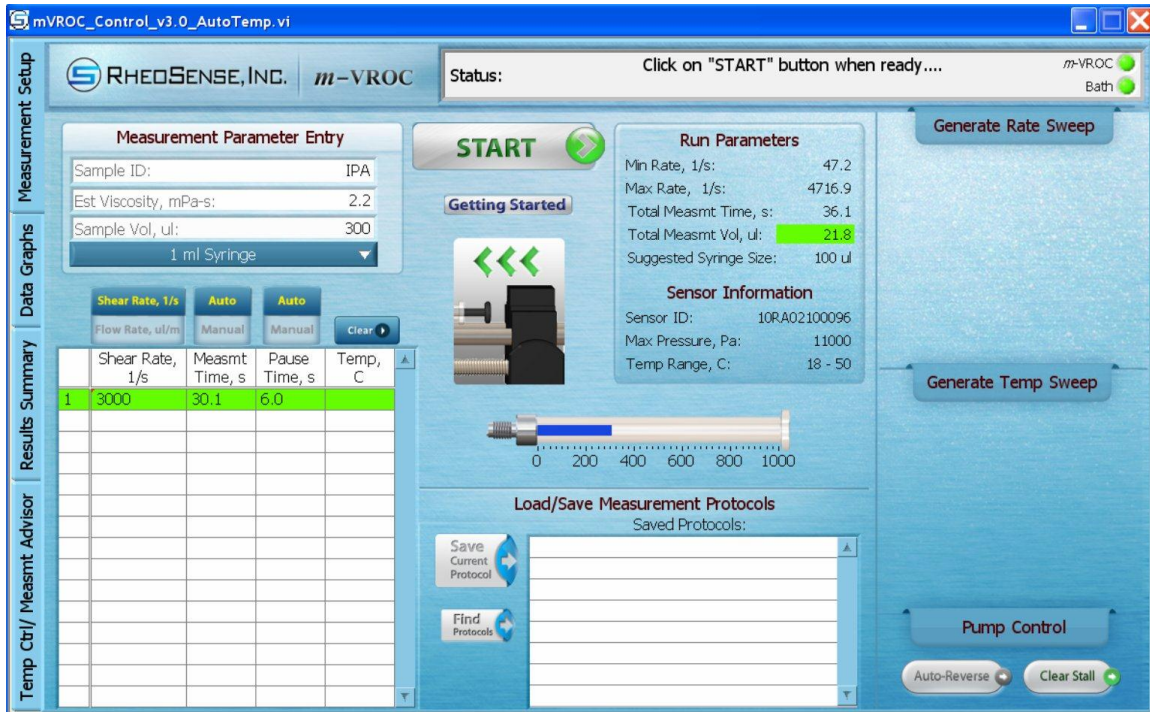 mVROC_Control_v3.0_AutoTemp.vi
Measurement Setup
Data Graphs
Results Summary
Temp Ctrl/ Measmt Advisor
RHEOSENSE, INC. m-VROC
Status: Click on "START" button when ready....
m-VROC
Bath
Measurement Parameter Entry
Sample ID: IPA
Est Viscosity, mPa-s: 2.2
Sample Vol, ul: 300
1 ml Syringe
Shear Rate, 1/s Auto Auto
Flow Rate, ul/m Manual Manual Clear
Shear Rate, Measmt Pause Temp,
1/s Time, s Time, s C
1 3000 30.1 6.0
START
Getting Started
Run Parameters
Min Rate, 1/s: 47.2
Max Rate, 1/s: 4716.9
Total Measmt Time, s: 36.1
Total Measmt Vol, ul: 21.8
Suggested Syringe Size: 100 ul
Sensor Information
Sensor ID: 10RA02100096
Max Pressure, Pa: 11000
Temp Range, C: 18 - 50
0 200 400 600 800 1000
Load/Save Measurement Protocols
Saved Protocols:
Save
Current
Protocol
Find
Protocols
Generate Rate Sweep
Generate Temp Sweep
Pump Control
Auto-Reverse Clear Stall